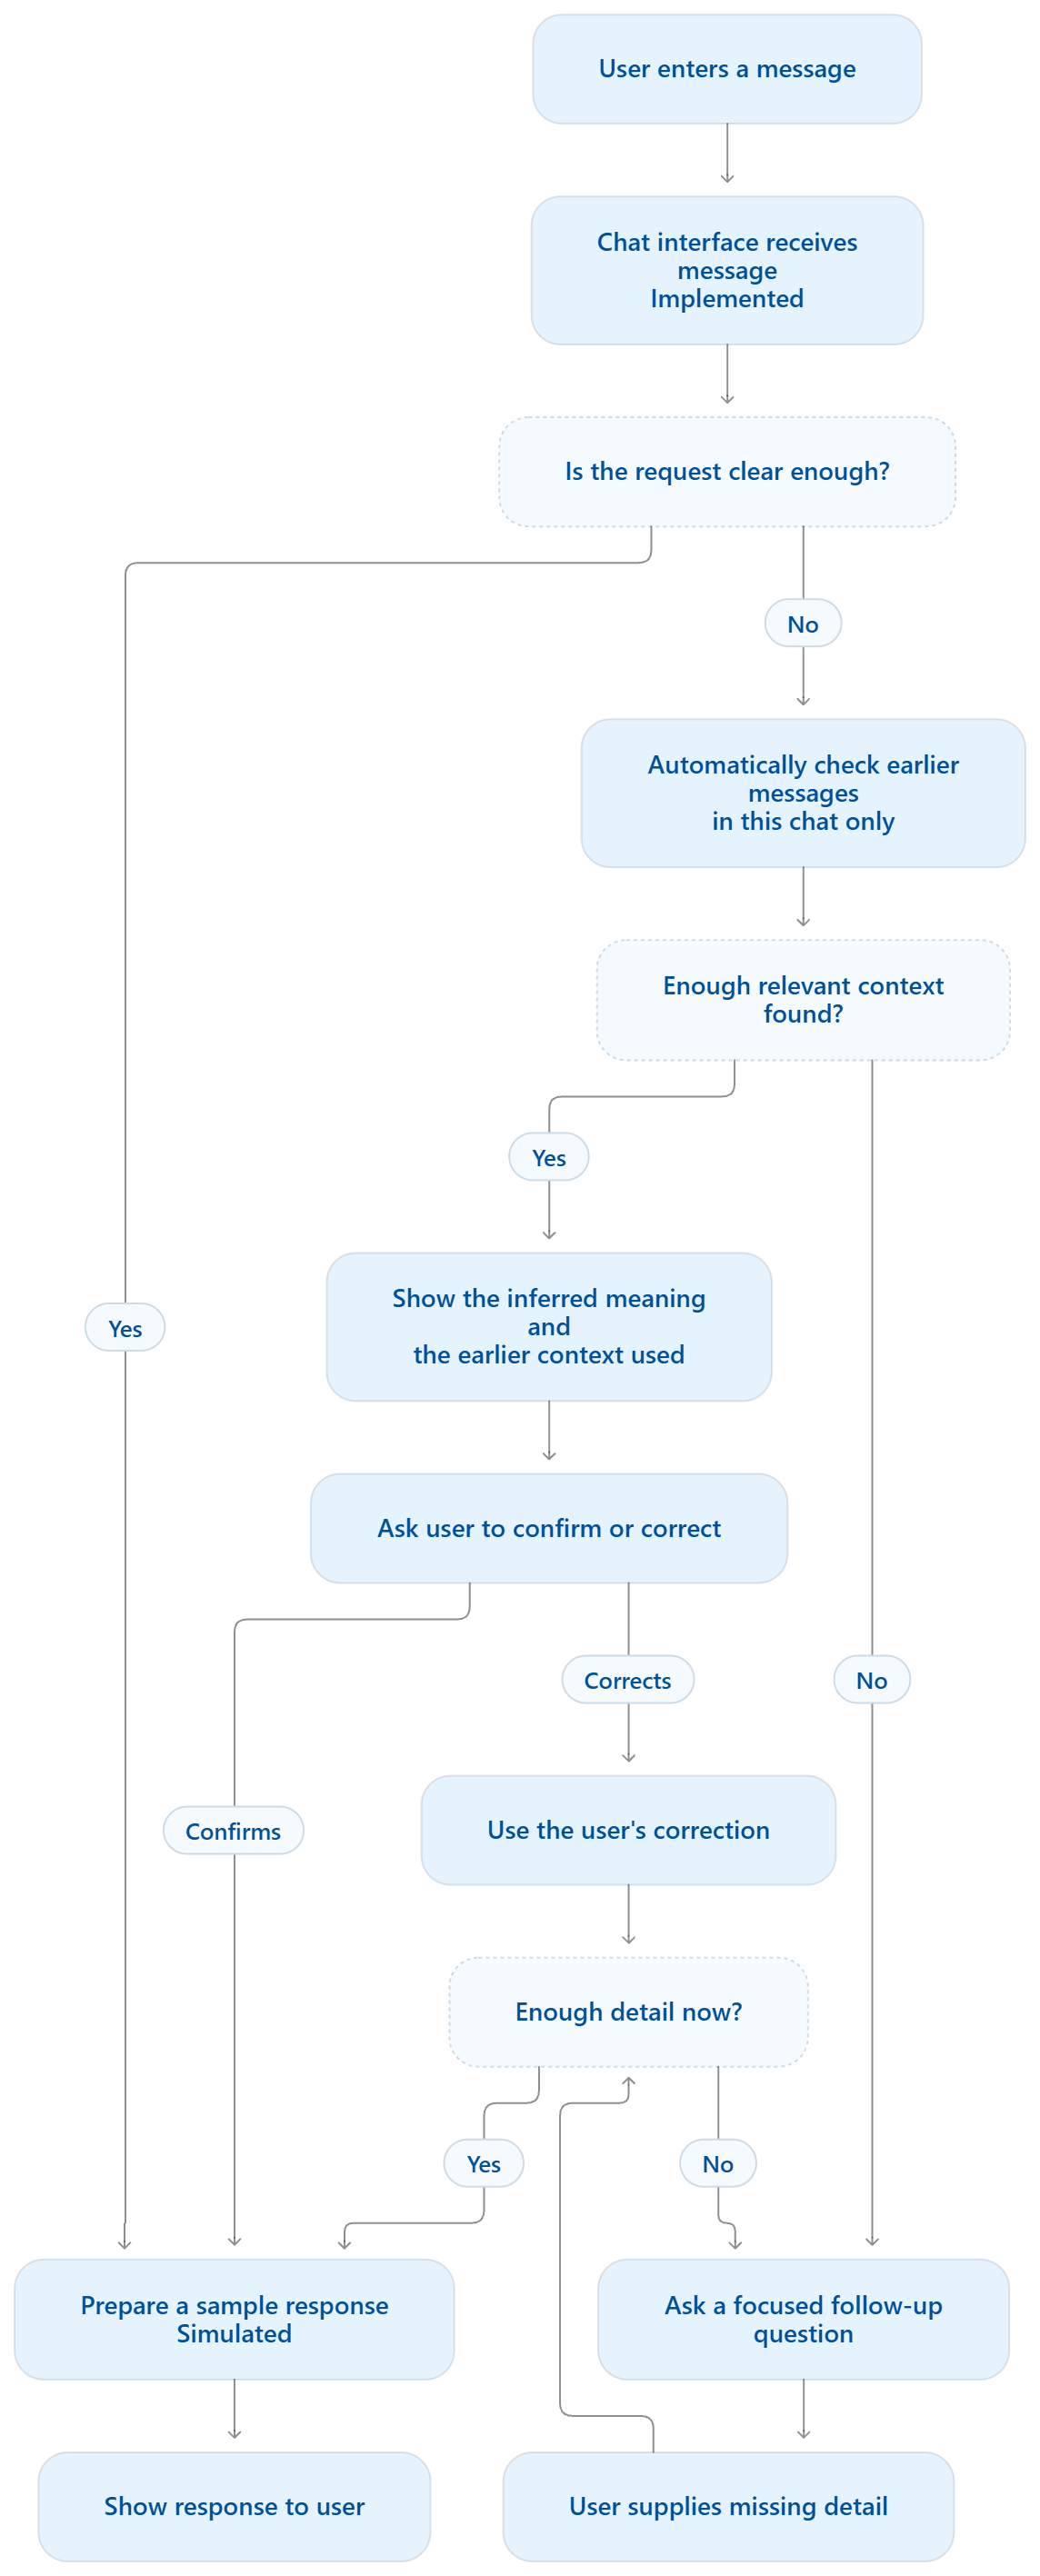 User enters a message
Chat interface receives
message
Implemented
Is the request clear enough?
No
Automatically check earlier
messages
in this chat only
Enough relevant context
found?
Yes
Show the inferred meaning
and
the earlier context used
Yes
Ask user to confirm or correct
Corrects
No
Use the user's correction
Confirms
Enough detail now?
Yes
No
Prepare a sample response
Simulated
Ask a focused follow-up
question
Show response to user
User supplies missing detail